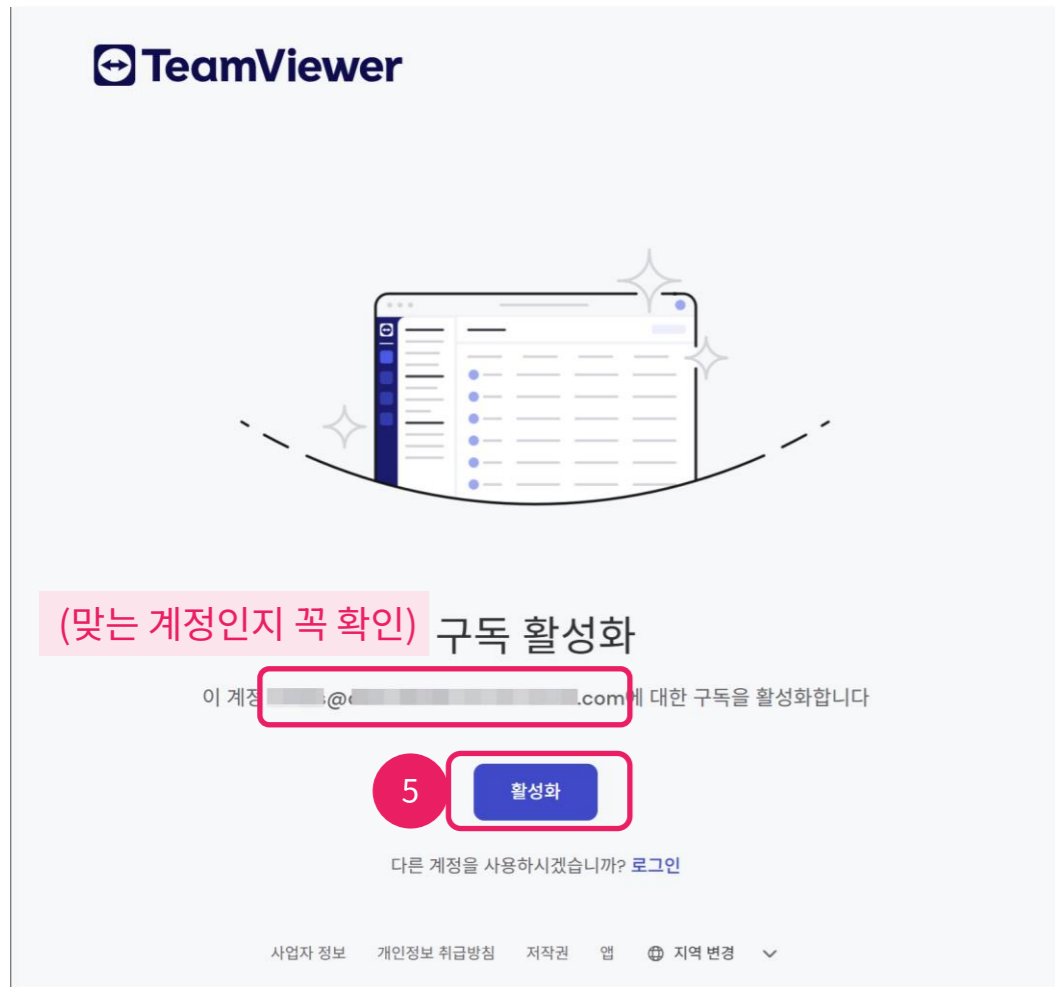 TeamViewer
(맞는 계정인지 꼭 확인)
구독 활성화
이 계정 @ .com에 대한 구독을 활성화합니다
5 활성화
다른 계정을 사용하시겠습니까? 로그인
사업자 정보 개인정보 취급방침 저작권 앱 지역 변경